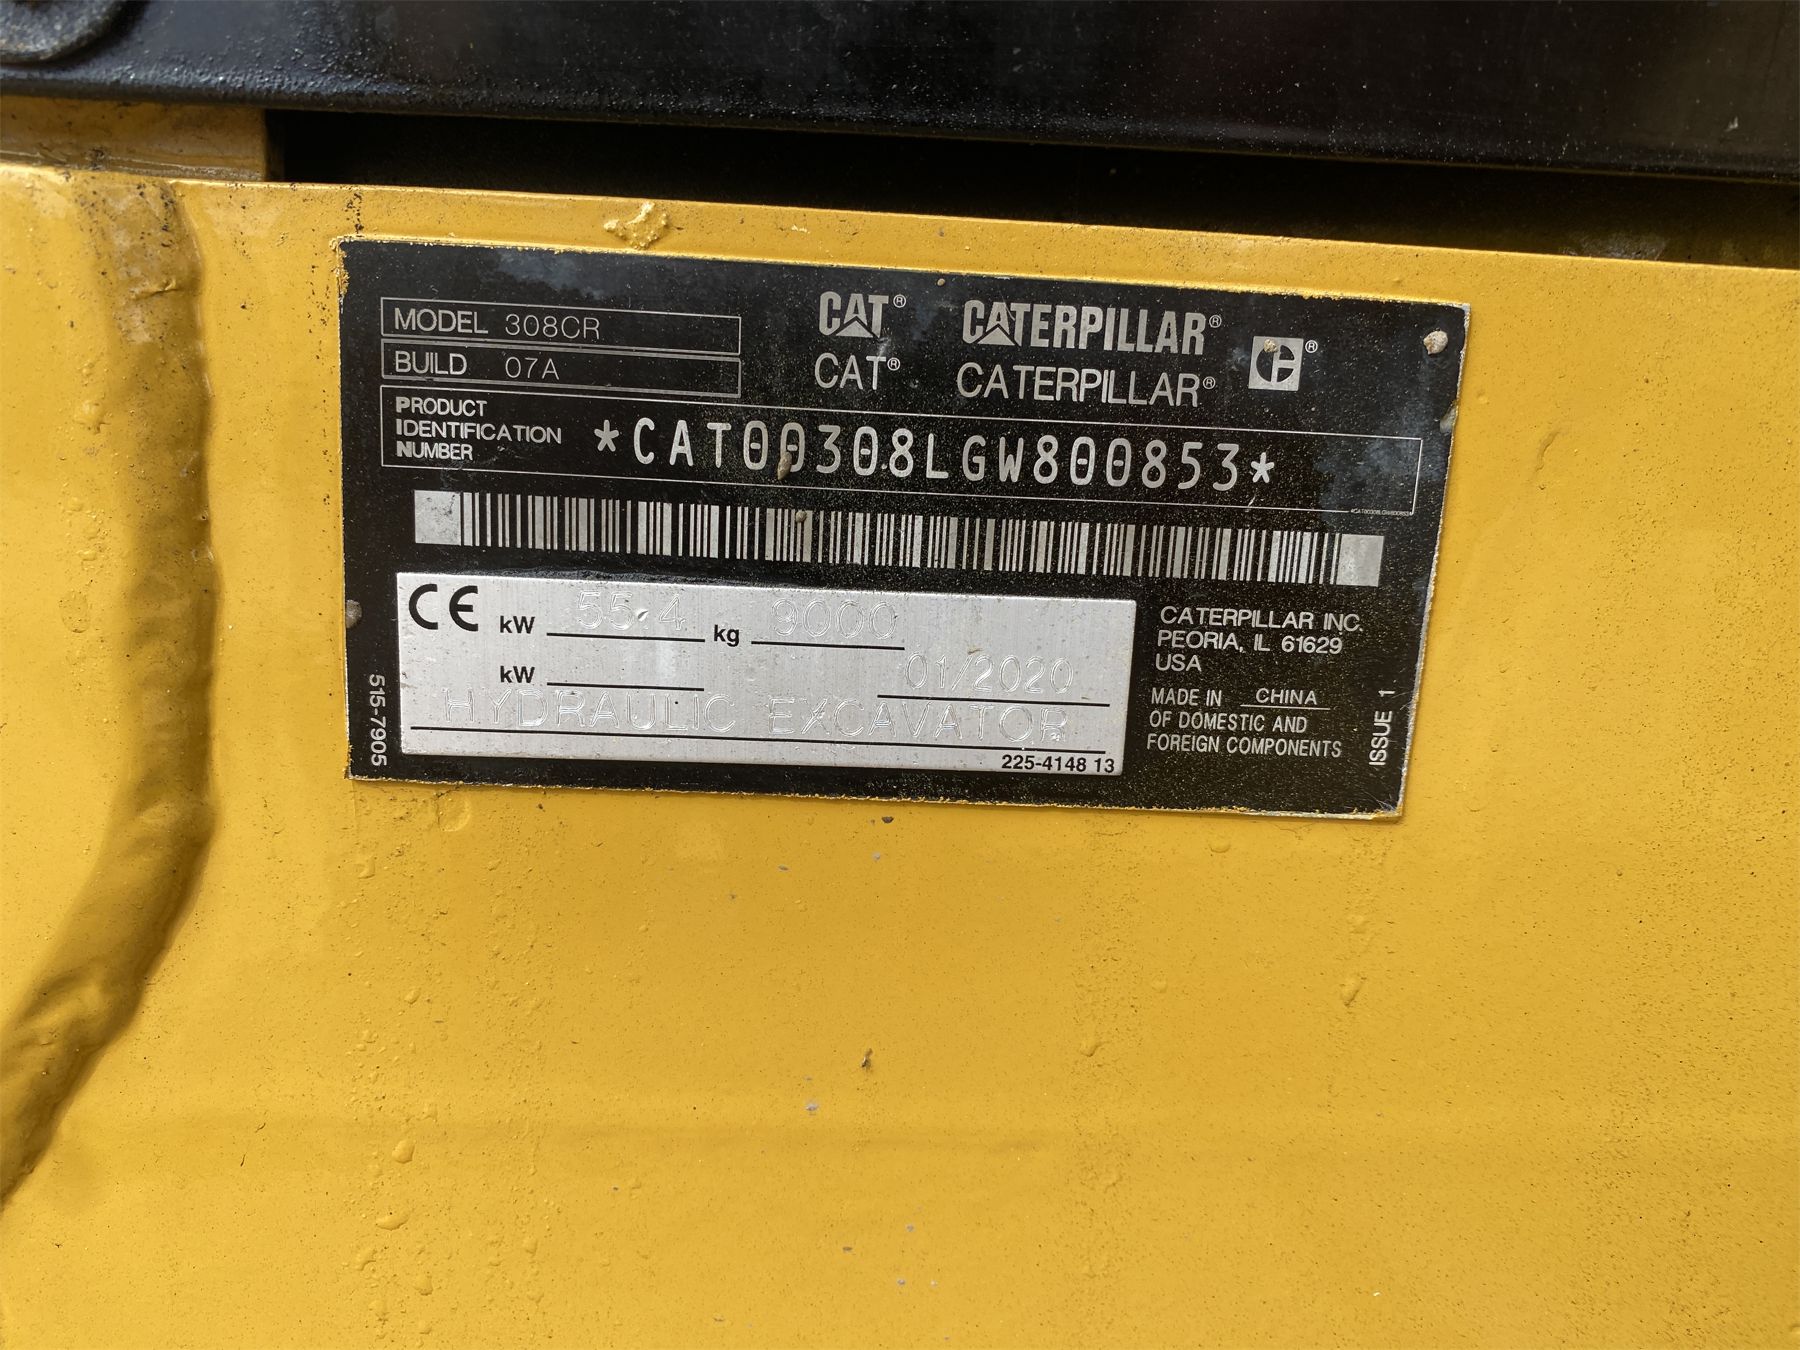 MODEL 308CR
BUILD 07A
CAT® CATERPILLAR® ®
CAT® CATERPILLAR®
PRODUCT
IDENTIFICATION
NUMBER
*CAT00308LGW800853*
*CAT00308LGW800853*
CE kW 55.4 kg 9000
kW 01/2020
HYDRAULIC EXCAVATOR
225-4148 13
515-7905
CATERPILLAR INC.
PEORIA, IL 61629
USA
MADE IN CHINA
OF DOMESTIC AND
FOREIGN COMPONENTS
ISSUE 1